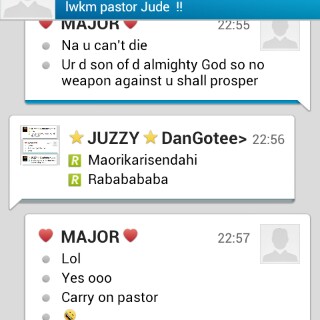 lwkm pastor Jude !!
MAJOR 22:55
Na u can't die
Ur d son of d almighty God so no
weapon against u shall prosper
JUZZY DanGotee> 22:56
R Maorikarisendahi
R Rababababa
MAJOR 22:57
Lol
Yes ooo
Carry on pastor